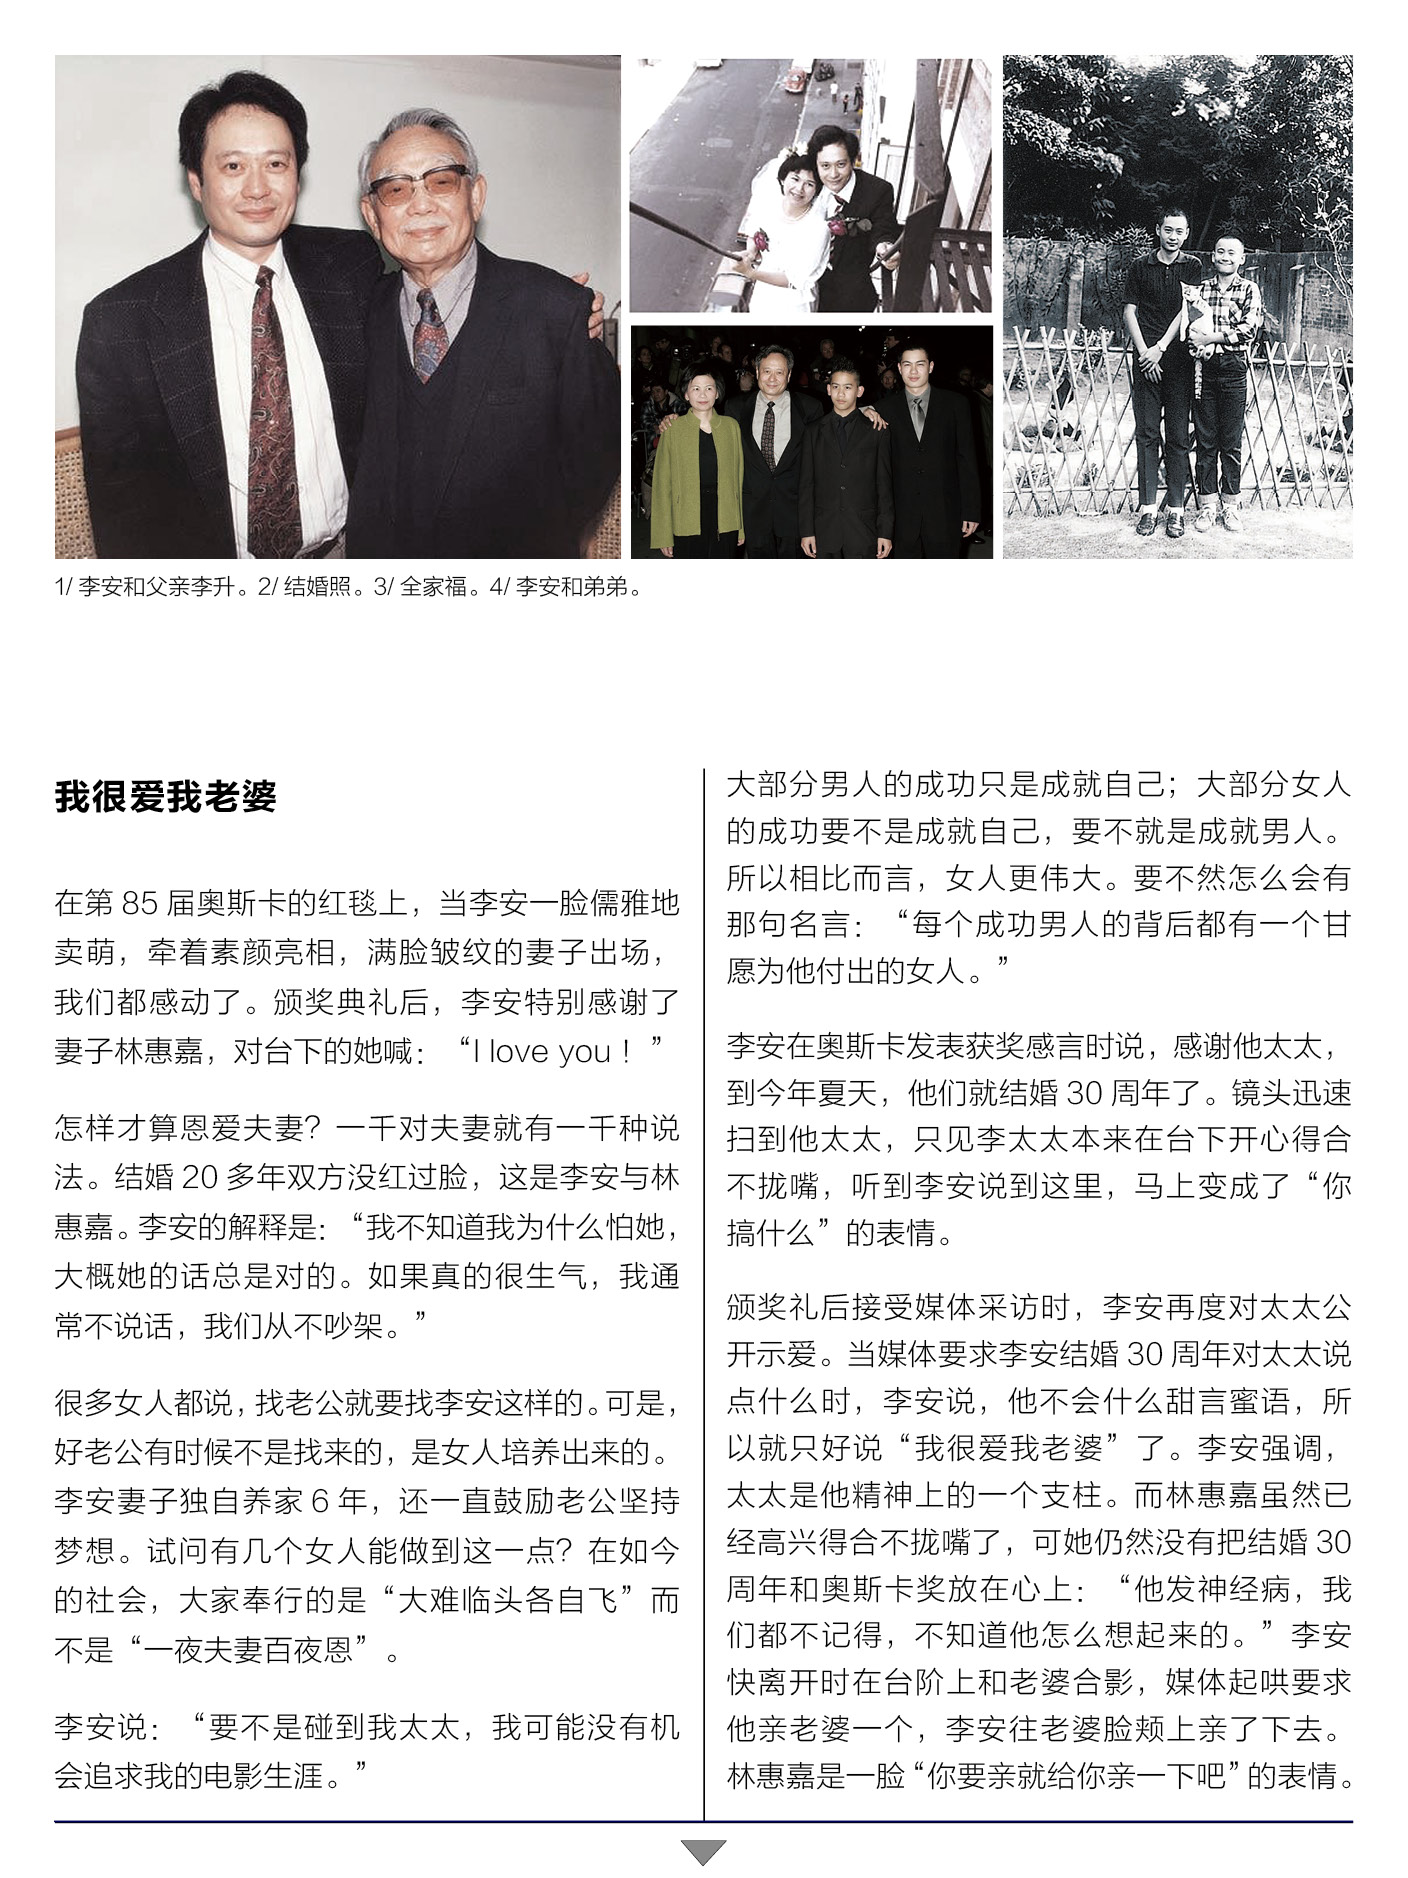 1/ 李安和父亲李升。2/ 结婚照。3/ 全家福。4/ 李安和弟弟。
我很爱我老婆
在第 85 届奥斯卡的红毯上，当李安一脸儒雅地
卖萌，牵着素颜亮相，满脸皱纹的妻子出场，
我们都感动了。颁奖典礼后，李安特别感谢了
妻子林惠嘉，对台下的她喊：“I love you！”
怎样才算恩爱夫妻？一千对夫妻就有一千种说
法。结婚 20 多年双方没红过脸，这是李安与林
惠嘉。李安的解释是：“我不知道我为什么怕她，
大概她的话总是对的。如果真的很生气，我通
常不说话，我们从不吵架。”
很多女人都说，找老公就要找李安这样的。可是，
好老公有时候不是找来的，是女人培养出来的。
李安妻子独自养家 6 年，还一直鼓励老公坚持
梦想。试问有几个女人能做到这一点？在如今
的社会，大家奉行的是“大难临头各自飞”而
不是“一夜夫妻百夜恩”。
李安说：“要不是碰到我太太，我可能没有机
会追求我的电影生涯。”
大部分男人的成功只是成就自己；大部分女人
的成功要不是成就自己，要不就是成就男人。
所以相比而言，女人更伟大。要不然怎么会有
那句名言：“每个成功男人的背后都有一个甘
愿为他付出的女人。”
李安在奥斯卡发表获奖感言时说，感谢他太太，
到今年夏天，他们就结婚 30 周年了。镜头迅速
扫到他太太，只见李太太本来在台下开心得合
不拢嘴，听到李安说到这里，马上变成了“你
搞什么”的表情。
颁奖礼后接受媒体采访时，李安再度对太太公
开示爱。当媒体要求李安结婚 30 周年对太太说
点什么时，李安说，他不会什么甜言蜜语，所
以就只好说“我很爱我老婆”了。李安强调，
太太是他精神上的一个支柱。而林惠嘉虽然已
经高兴得合不拢嘴了，可她仍然没有把结婚 30
周年和奥斯卡奖放在心上：“他发神经病，我
们都不记得，不知道他怎么想起来的。”李安
快离开时在台阶上和老婆合影，媒体起哄要求
他亲老婆一个，李安往老婆脸颊上亲了下去。
林惠嘉是一脸“你要亲就给你亲一下吧”的表情。